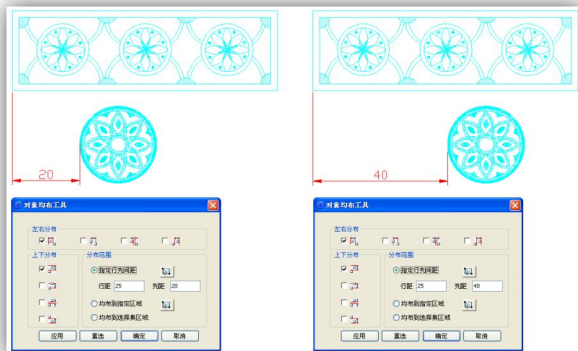 20
40
对象均布工具
左右分布
上下分布
分布范围
指定行列间距
行距 25 列距 20
均布到指定区域
均布到选择集区域
应用 重选 确定 取消
对象均布工具
左右分布
上下分布
分布范围
指定行列间距
行距 25 列距 40
均布到指定区域
均布到选择集区域
应用 重选 确定 取消